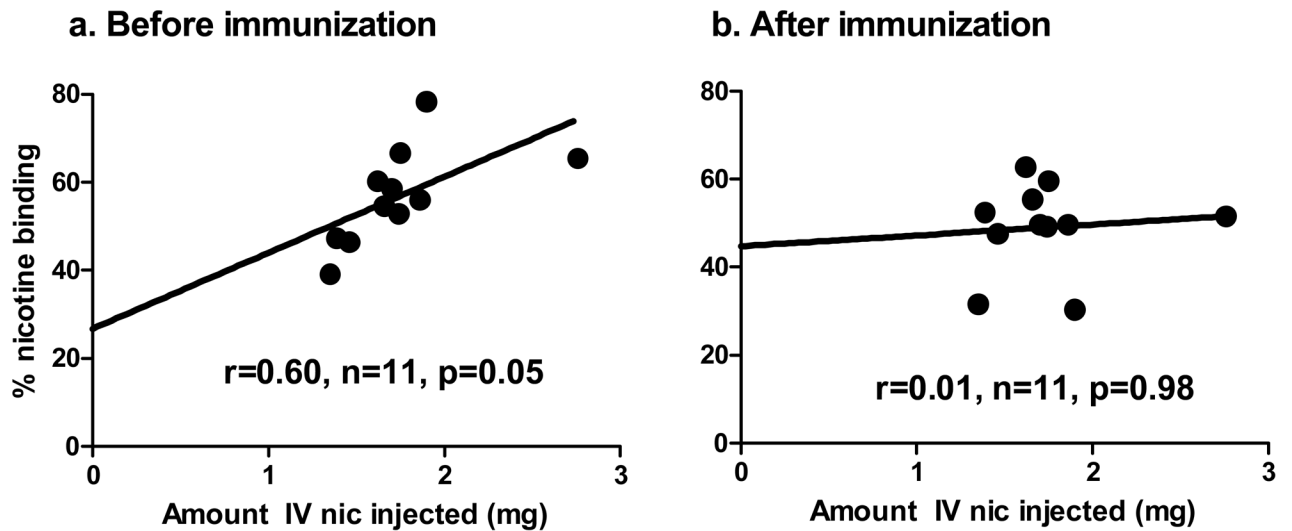 a. Before immunization
80
60
40
20
0
% nicotine binding
r=0.60, n=11, p=0.05
0 1 2 3
Amount IV nic injected (mg)
b. After immunization
80
60
40
20
0
r=0.01, n=11, p=0.98
0 1 2 3
Amount IV nic injected (mg)